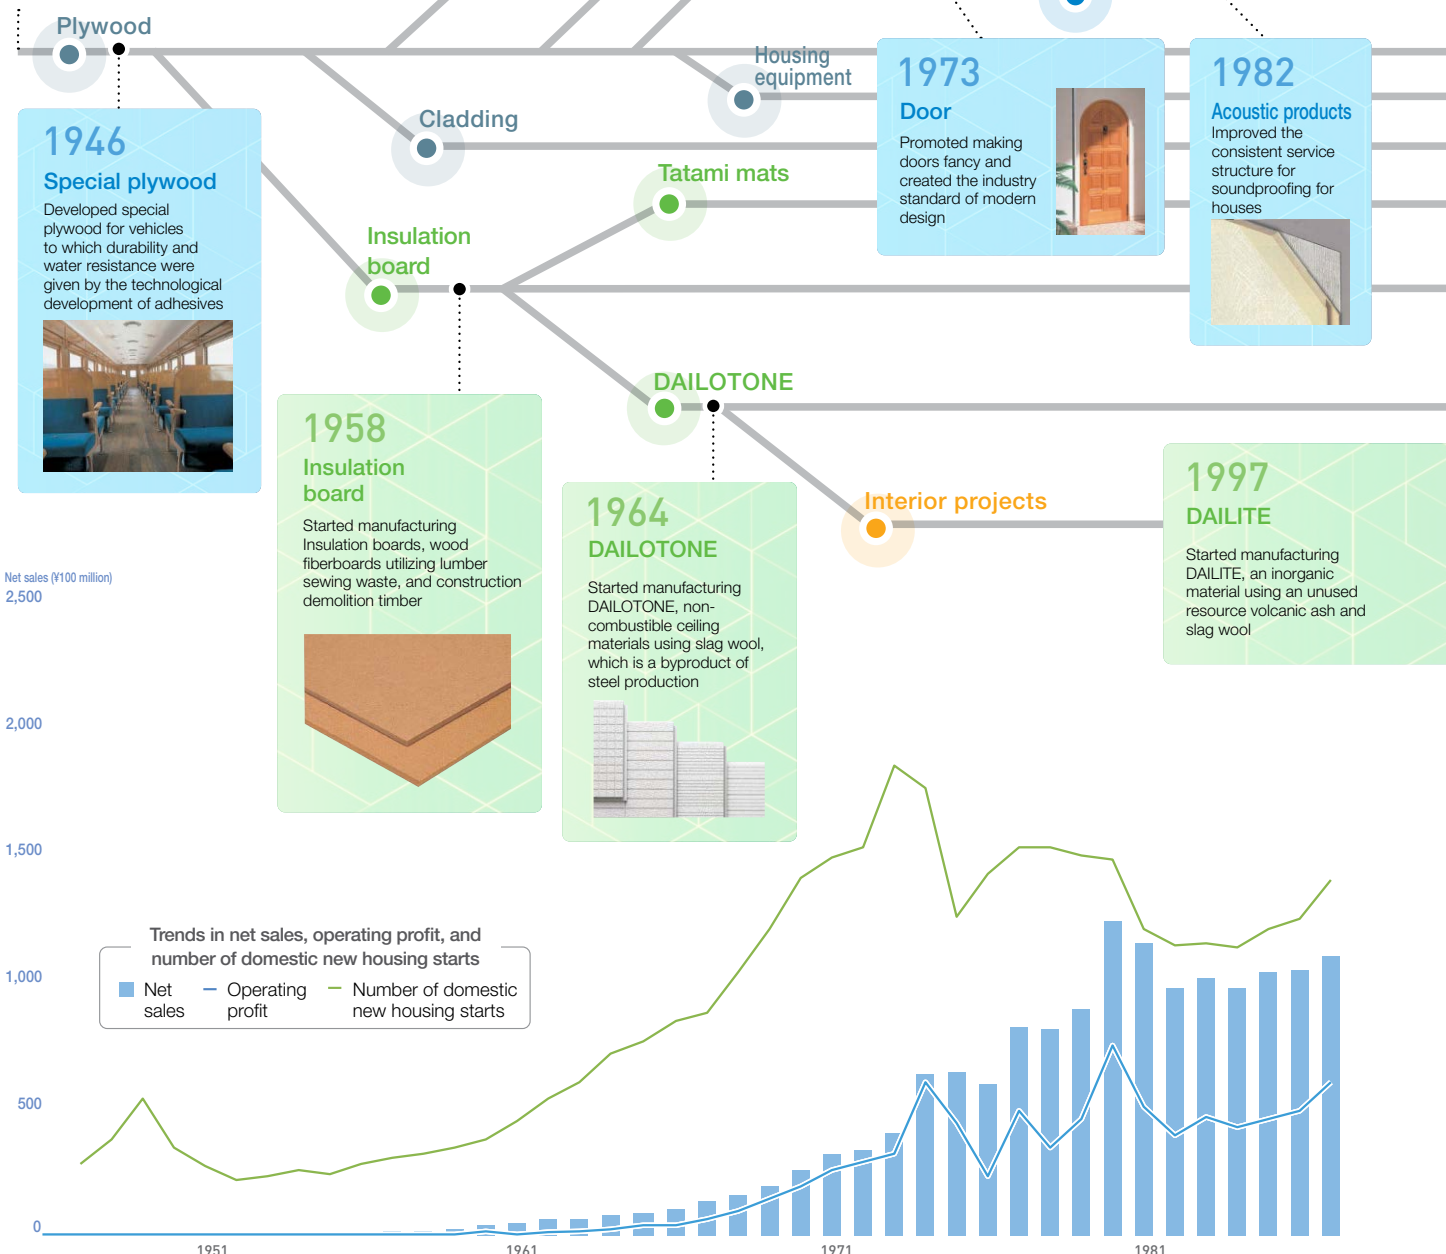 Plywood
Housing
equipment
Cladding
Tatami mats
Insulation
board
DAILOTONE
Interior projects
1946
Special plywood
Developed special
plywood for vehicles
to which durability and
water resistance were
given by the technological
development of adhesives
1973
Door
Promoted making
doors fancy and
created the industry
standard of modern
design
1982
Acoustic products
Improved the
consistent service
structure for
soundproofing for
houses
1958
Insulation
board
Started manufacturing
Insulation boards, wood
fiberboards utilizing lumber
sewing waste, and construction
demolition timber
1964
DAILOTONE
Started manufacturing
DAILOTONE, non-
combustible ceiling
materials using slag wool,
which is a byproduct of
steel production
1997
DAILITE
Started manufacturing
DAILITE, an inorganic
material using an unused
resource volcanic ash and
slag wool
Net sales (¥100 million)
2,500
2,000
1,500
1,000
500
0
Trends in net sales, operating profit, and
number of domestic new housing starts
Net
sales
Operating
profit
Number of domestic
new housing starts
1951
1961
1971
1981